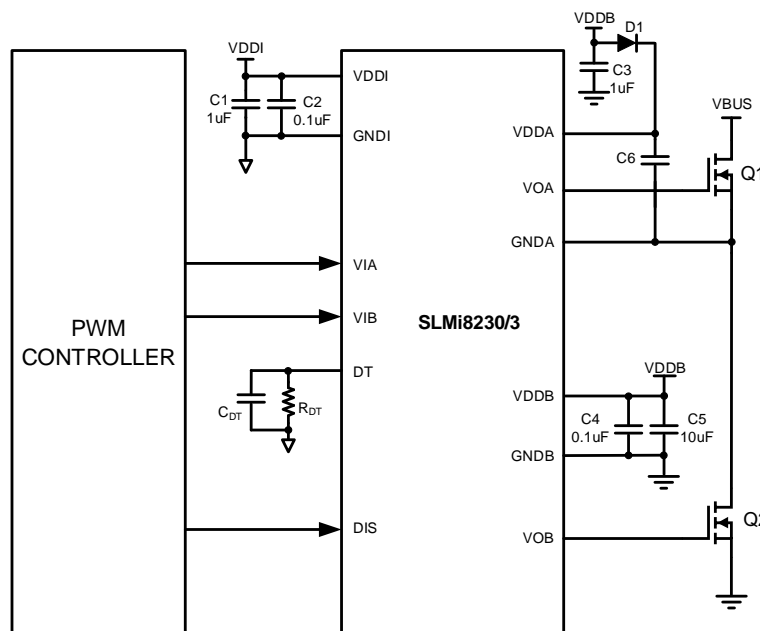 VDDB
D1
VDDI
C3
1uF
VBUS
VDDI
C1
1uF
C2
0.1uF
GNDI
VDDA
C6
VOA
Q1
GNDA
VIA
VIB
SLMi8230/3
PWM
CONTROLLER
DT
CDT
RDT
VDDB
VDDB
C4
0.1uF
C5
10uF
GNDB
DIS
VOB
Q2